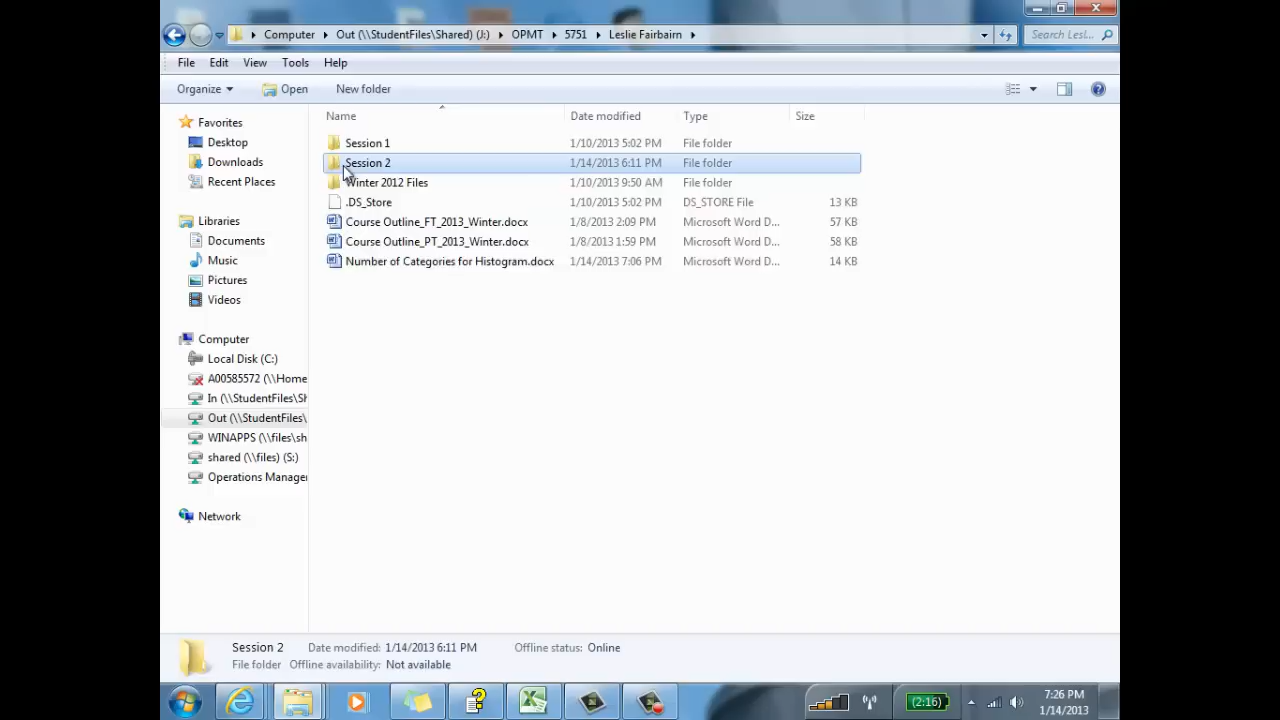 Computer Out (\\StudentFiles\Shared) (J:) OPMT 5751 Leslie Fairbairn Search Lesl...
File Edit View Tools Help
Organize Open New folder
Name Date modified Type Size
Favorites
Desktop
Downloads
Recent Places
Libraries
Documents
Music
Pictures
Videos
Computer
Local Disk (C:)
A00585572 (\\Home
In (\\StudentFiles\Sh
Out (\\StudentFiles\
WINAPPS (\\files\sh
shared (\\files) (S:)
Operations Manager
Network
Session 1 1/10/2013 5:02 PM File folder
Session 2 1/14/2013 6:11 PM File folder
Winter 2012 Files 1/10/2013 9:50 AM File folder
.DS_Store 1/10/2013 5:02 PM DS_STORE File 13 KB
Course Outline_FT_2013_Winter.docx 1/8/2013 2:09 PM Microsoft Word D... 57 KB
Course Outline_PT_2013_Winter.docx 1/8/2013 1:59 PM Microsoft Word D... 58 KB
Number of Categories for Histogram.docx 1/14/2013 7:06 PM Microsoft Word D... 14 KB
Session 2 Date modified: 1/14/2013 6:11 PM Offline status: Online
File folder Offline availability: Not available
(2:16)
7:26 PM
1/14/2013